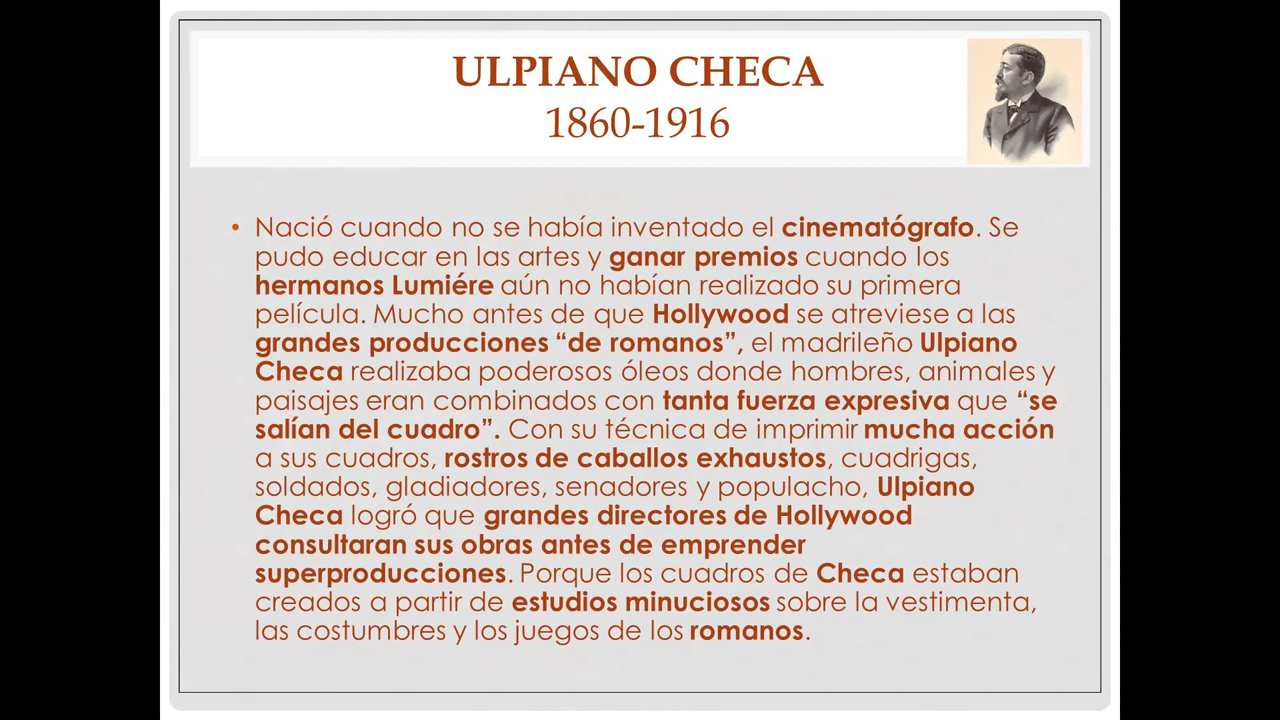 ULPIANO CHECA
1860-1916
• Nació cuando no se había inventado el cinematógrafo. Se
pudo educar en las artes y ganar premios cuando los
hermanos Lumiére aún no habían realizado su primera
película. Mucho antes de que Hollywood se atreviese a las
grandes producciones “de romanos”, el madrileño Ulpiano
Checa realizaba poderosos óleos donde hombres, animales y
paisajes eran combinados con tanta fuerza expresiva que “se
salían del cuadro”. Con su técnica de imprimir mucha acción
a sus cuadros, rostros de caballos exhaustos, cuadrigas,
soldados, gladiadores, senadores y populacho, Ulpiano
Checa logró que grandes directores de Hollywood
consultaran sus obras antes de emprender
superproducciones. Porque los cuadros de Checa estaban
creados a partir de estudios minuciosos sobre la vestimenta,
las costumbres y los juegos de los romanos.